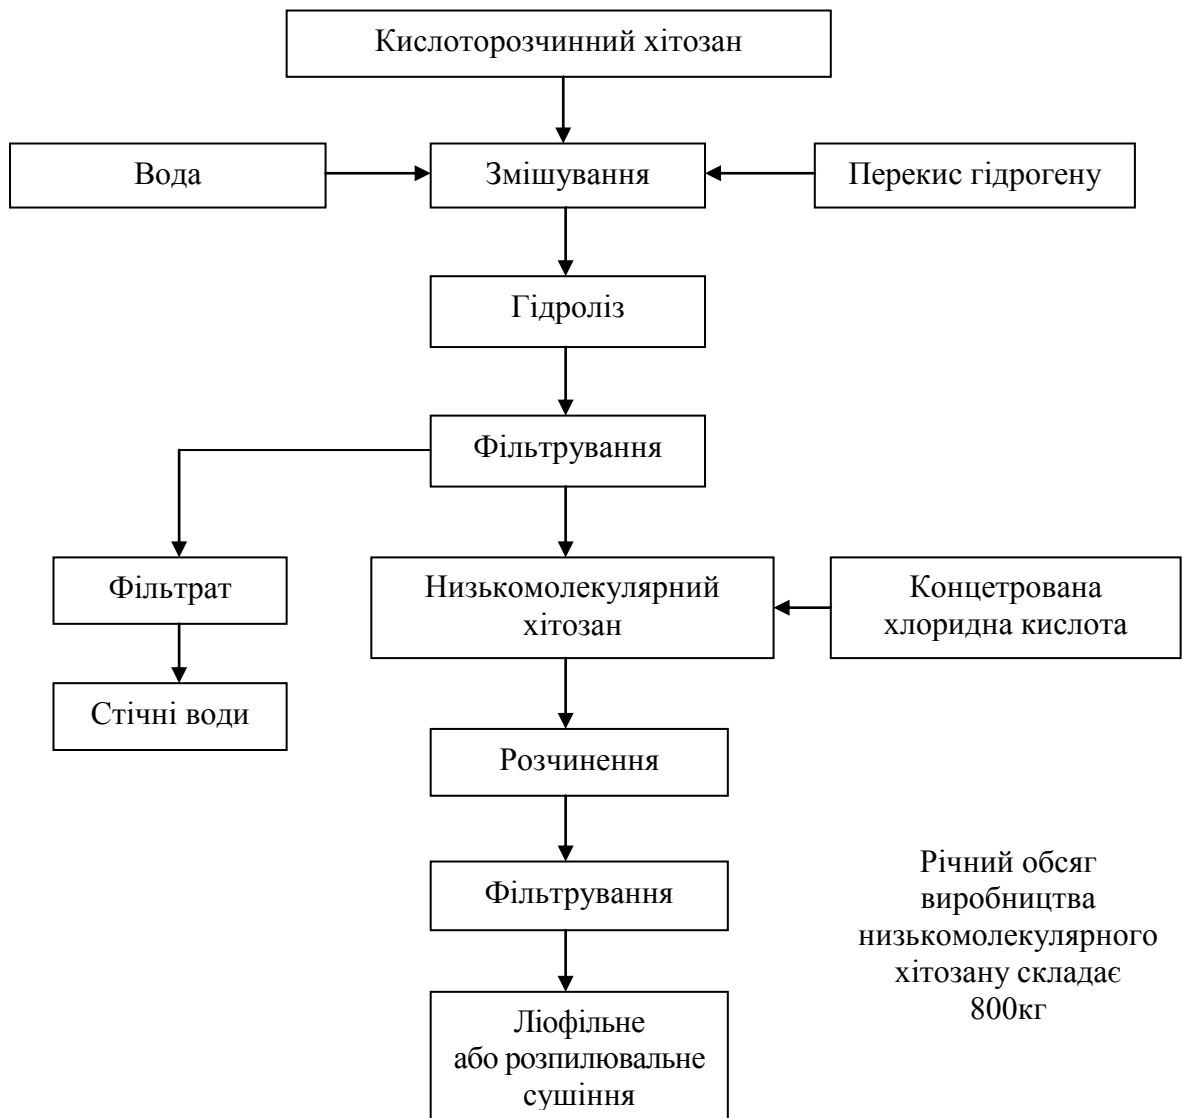 Кислоторозчинний хітозан
Вода
Змішування
Перекис гідрогену
Гідроліз
Фільтрування
Фільтрат
Низькомолекулярний
хітозан
Концетрована
хлоридна кислота
Стічні води
Розчинення
Фільтрування
Річний обсяг
виробництва
низькомолекулярного
хітозану складає
800кг
Ліофільне
або розпилювальне
сушіння